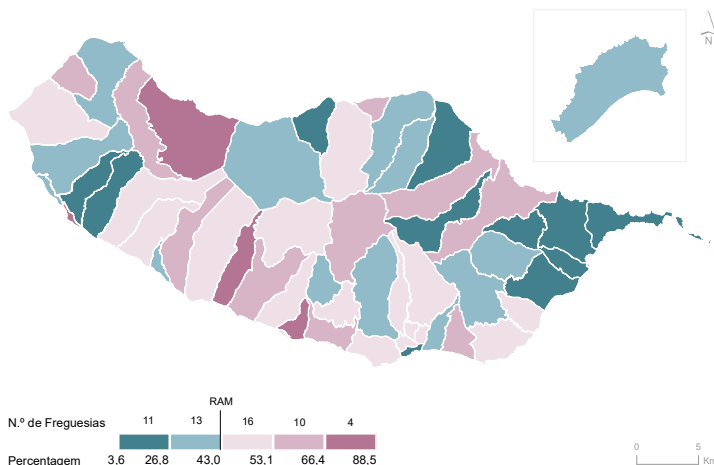 N
RAM
N.º de Freguesias 11 13 16 10 4
Percentagem 3,6 26,8 43,0 53,1 66,4 88,5
0 5
Km